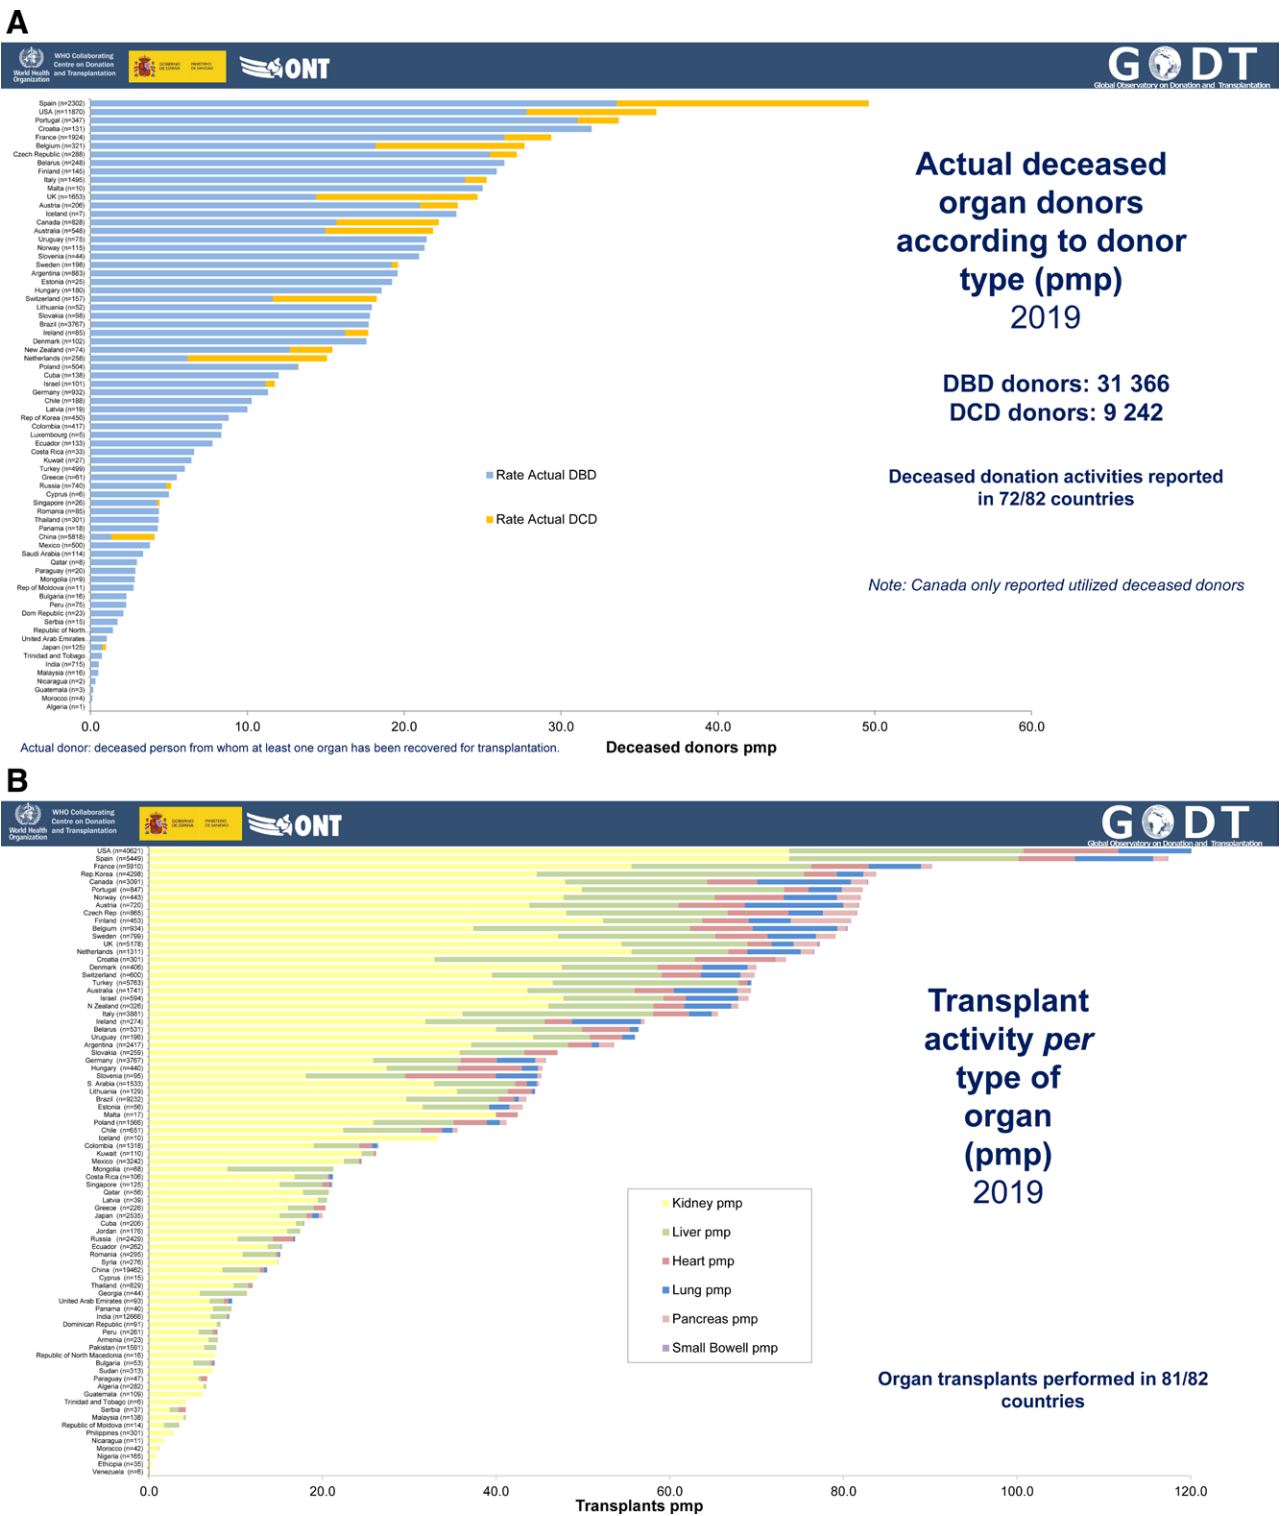 A
World Health
Organization
WHO Collaborating
Centre on Donation
and Transplantation
GOBIERNO
DE ESPAÑA
MINISTERIO
DE SANIDAD
ONT
GODT
Global Observatory on Donation and Transplantation
Spain (n=2302)
USA (n=11870)
Portugal (n=347)
Croatia (n=131)
France (n=1924)
Belgium (n=321)
Czech Republic (n=288)
Belarus (n=248)
Finland (n=145)
Italy (n=1495)
Malta (n=10)
UK (n=1653)
Austria (n=206)
Iceland (n=7)
Canada (n=828)
Australia (n=548)
Uruguay (n=75)
Norway (n=115)
Slovenia (n=44)
Sweden (n=198)
Argentina (n=883)
Estonia (n=25)
Hungary (n=180)
Switzerland (n=157)
Lithuania (n=52)
Slovakia (n=98)
Brazil (n=3767)
Ireland (n=85)
Denmark (n=102)
New Zealand (n=74)
Netherlands (n=258)
Poland (n=504)
Cuba (n=138)
Israel (n=101)
Germany (n=932)
Chile (n=188)
Latvia (n=19)
Rep of Korea (n=450)
Colombia (n=417)
Luxembourg (n=5)
Ecuador (n=133)
Costa Rica (n=33)
Kuwait (n=27)
Turkey (n=499)
Greece (n=61)
Russia (n=740)
Cyprus (n=6)
Singapore (n=26)
Romania (n=85)
Thailand (n=301)
Panama (n=18)
China (n=5818)
Mexico (n=500)
Saudi Arabia (n=114)
Qatar (n=8)
Paraguay (n=20)
Mongolia (n=9)
Rep of Moldova (n=11)
Bulgaria (n=16)
Peru (n=75)
Dom Republic (n=23)
Serbia (n=15)
Republic of North...
United Arab Emirates...
Japan (n=125)
Trinidad and Tobago...
India (n=715)
Malaysia (n=16)
Nicaragua (n=2)
Guatemala (n=3)
Morocco (n=4)
Algeria (n=1)
0.0 10.0 20.0 30.0 40.0 50.0 60.0
Deceased donors pmp
Actual donor: deceased person from whom at least one organ has been recovered for transplantation.
Rate Actual DBD
Rate Actual DCD
Actual deceased
organ donors
according to donor
type (pmp)
2019
DBD donors: 31 366
DCD donors: 9 242
Deceased donation activities reported
in 72/82 countries
Note: Canada only reported utilized deceased donors
B
World Health
Organization
WHO Collaborating
Centre on Donation
and Transplantation
GOBIERNO
DE ESPAÑA
MINISTERIO
DE SANIDAD
ONT
GODT
Global Observatory on Donation and Transplantation
USA (n=40621)
Spain (n=5449)
France (n=5910)
Rep.Korea (n=4298)
Canada (n=3091)
Portugal (n=847)
Norway (n=443)
Austria (n=720)
Czech Rep (n=865)
Finland (n=453)
Belgium (n=934)
Sweden (n=799)
UK (n=5178)
Netherlands (n=1311)
Croatia (n=301)
Denmark (n=406)
Switzerland (n=600)
Turkey (n=5763)
Australia (n=1741)
Israel (n=594)
N Zealand (n=326)
Italy (n=3881)
Ireland (n=274)
Belarus (n=531)
Uruguay (n=196)
Argentina (n=2417)
Slovakia (n=259)
Germany (n=3767)
Hungary (n=440)
Slovenia (n=95)
S. Arabia (n=1533)
Lithuania (n=129)
Brazil (n=9232)
Estonia (n=56)
Malta (n=17)
Poland (n=1566)
Chile (n=651)
Iceland (n=10)
Colombia (n=1318)
Kuwait (n=110)
Mexico (n=3242)
Mongolia (n=68)
Costa Rica (n=106)
Singapore (n=125)
Qatar (n=56)
Latvia (n=39)
Greece (n=226)
Japan (n=2535)
Cuba (n=206)
Jordan (n=176)
Russia (n=2429)
Ecuador (n=262)
Romania (n=295)
Syria (n=276)
China (n=19462)
Cyprus (n=15)
Thailand (n=829)
Georgia (n=44)
United Arab Emirates (n=93)
Panama (n=40)
India (n=12666)
Dominican Republic (n=91)
Peru (n=261)
Armenia (n=23)
Pakistan (n=1591)
Republic of North Macedonia (n=16)
Bulgaria (n=53)
Sudan (n=313)
Paraguay (n=47)
Algeria (n=282)
Guatemala (n=109)
Trinidad and Tobago (n=6)
Serbia (n=37)
Malaysia (n=138)
Republic of Moldova (n=14)
Philippines (n=301)
Nicaragua (n=11)
Morocco (n=42)
Nigeria (n=165)
Ethiopia (n=35)
Venezuela (n=6)
0.0 20.0 40.0 60.0 80.0 100.0 120.0
Transplants pmp
Kidney pmp
Liver pmp
Heart pmp
Lung pmp
Pancreas pmp
Small Bowell pmp
Transplant
activity per
type of
organ
(pmp)
2019
Organ transplants performed in 81/82
countries